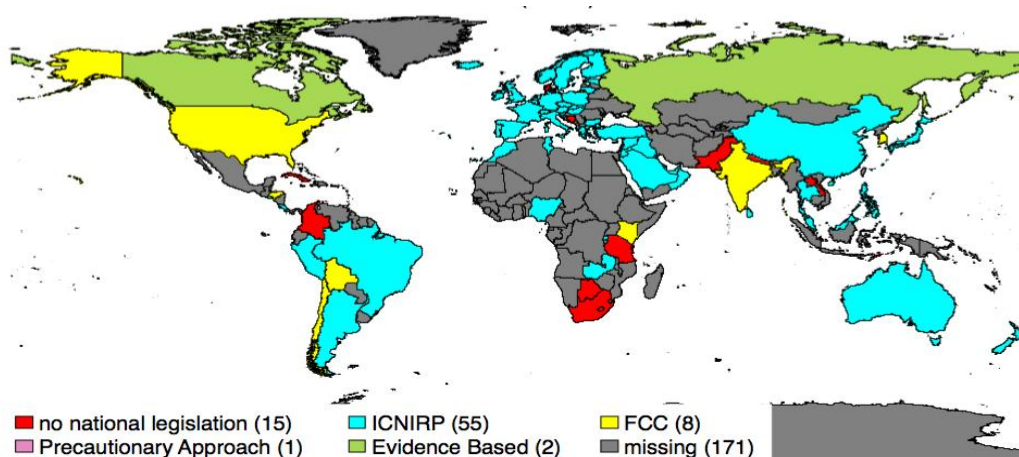 no national legislation (15) ICNIRP (55) FCC (8)
Precautionary Approach (1) Evidence Based (2) missing (171)